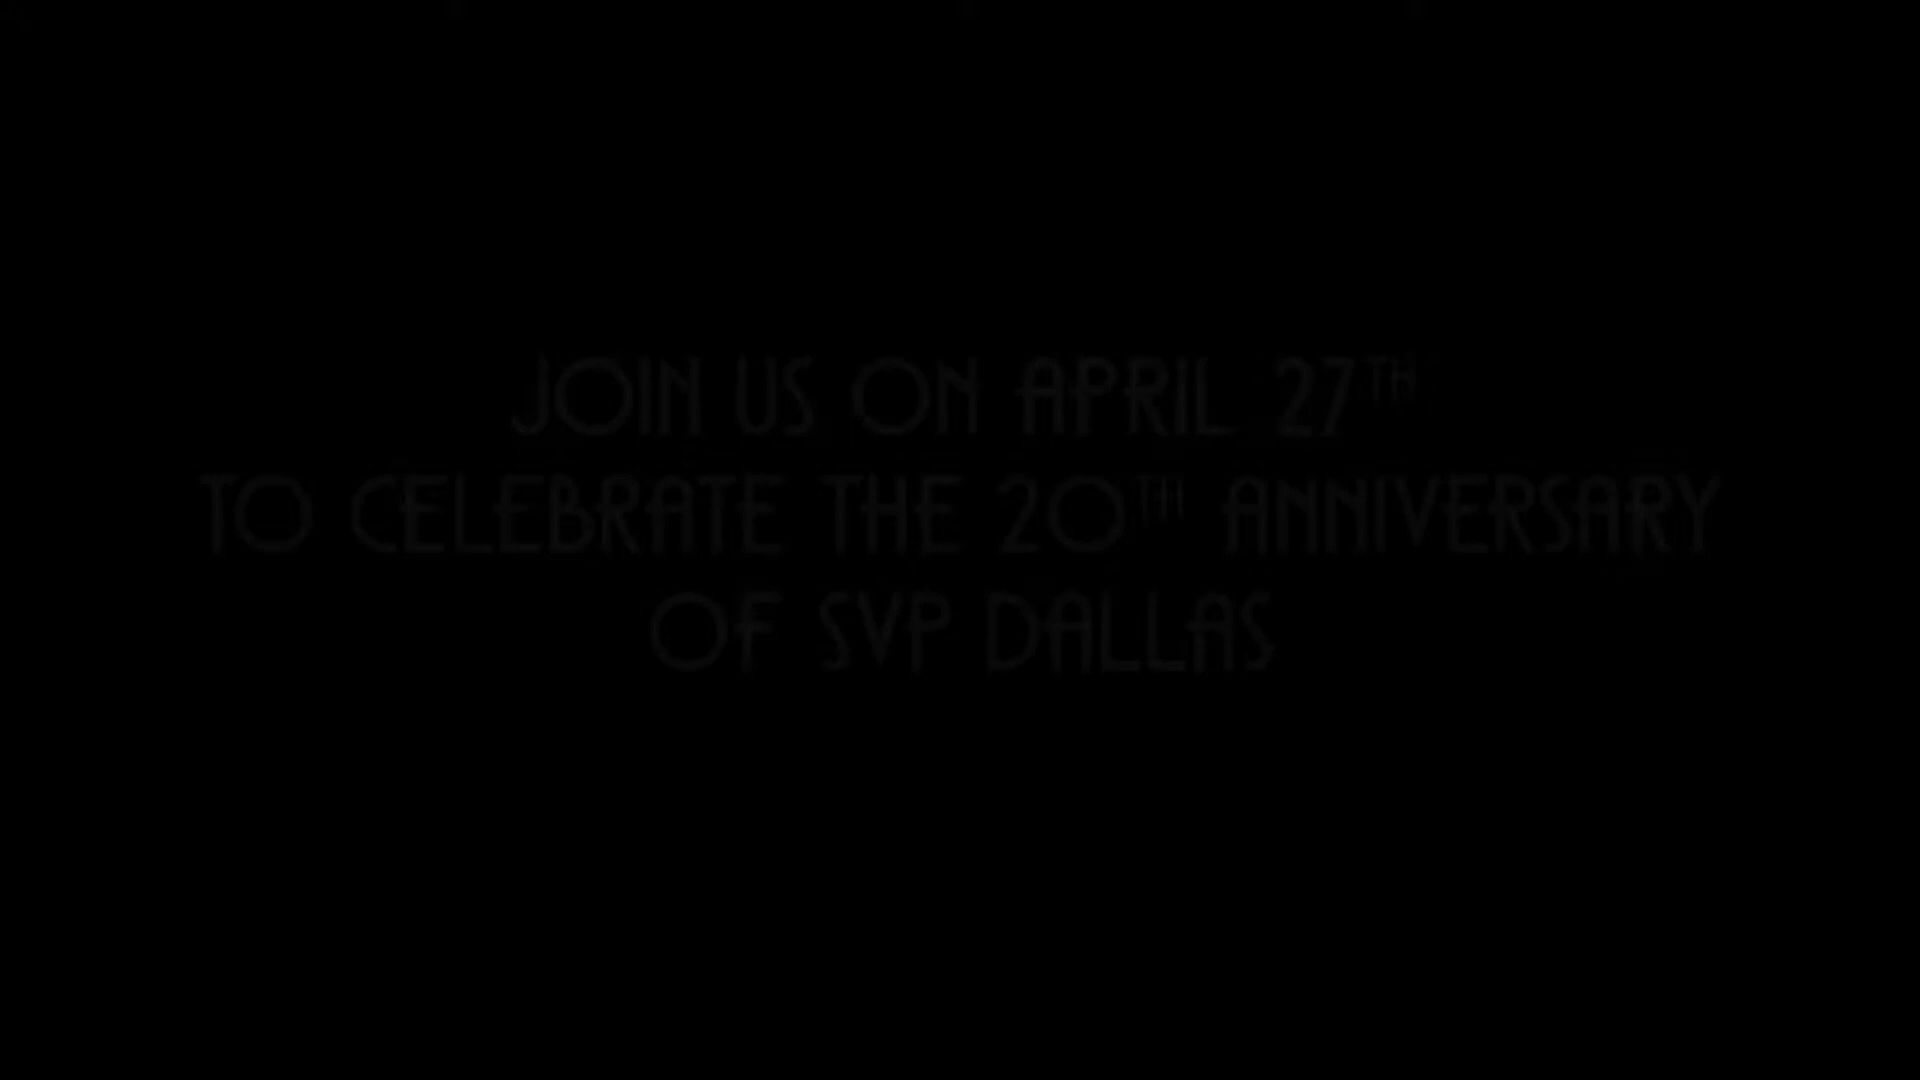 JOIN US ON APRIL 27TH
TO CELEBRATE THE 20TH ANNIVERSARY
OF SVP DALLAS